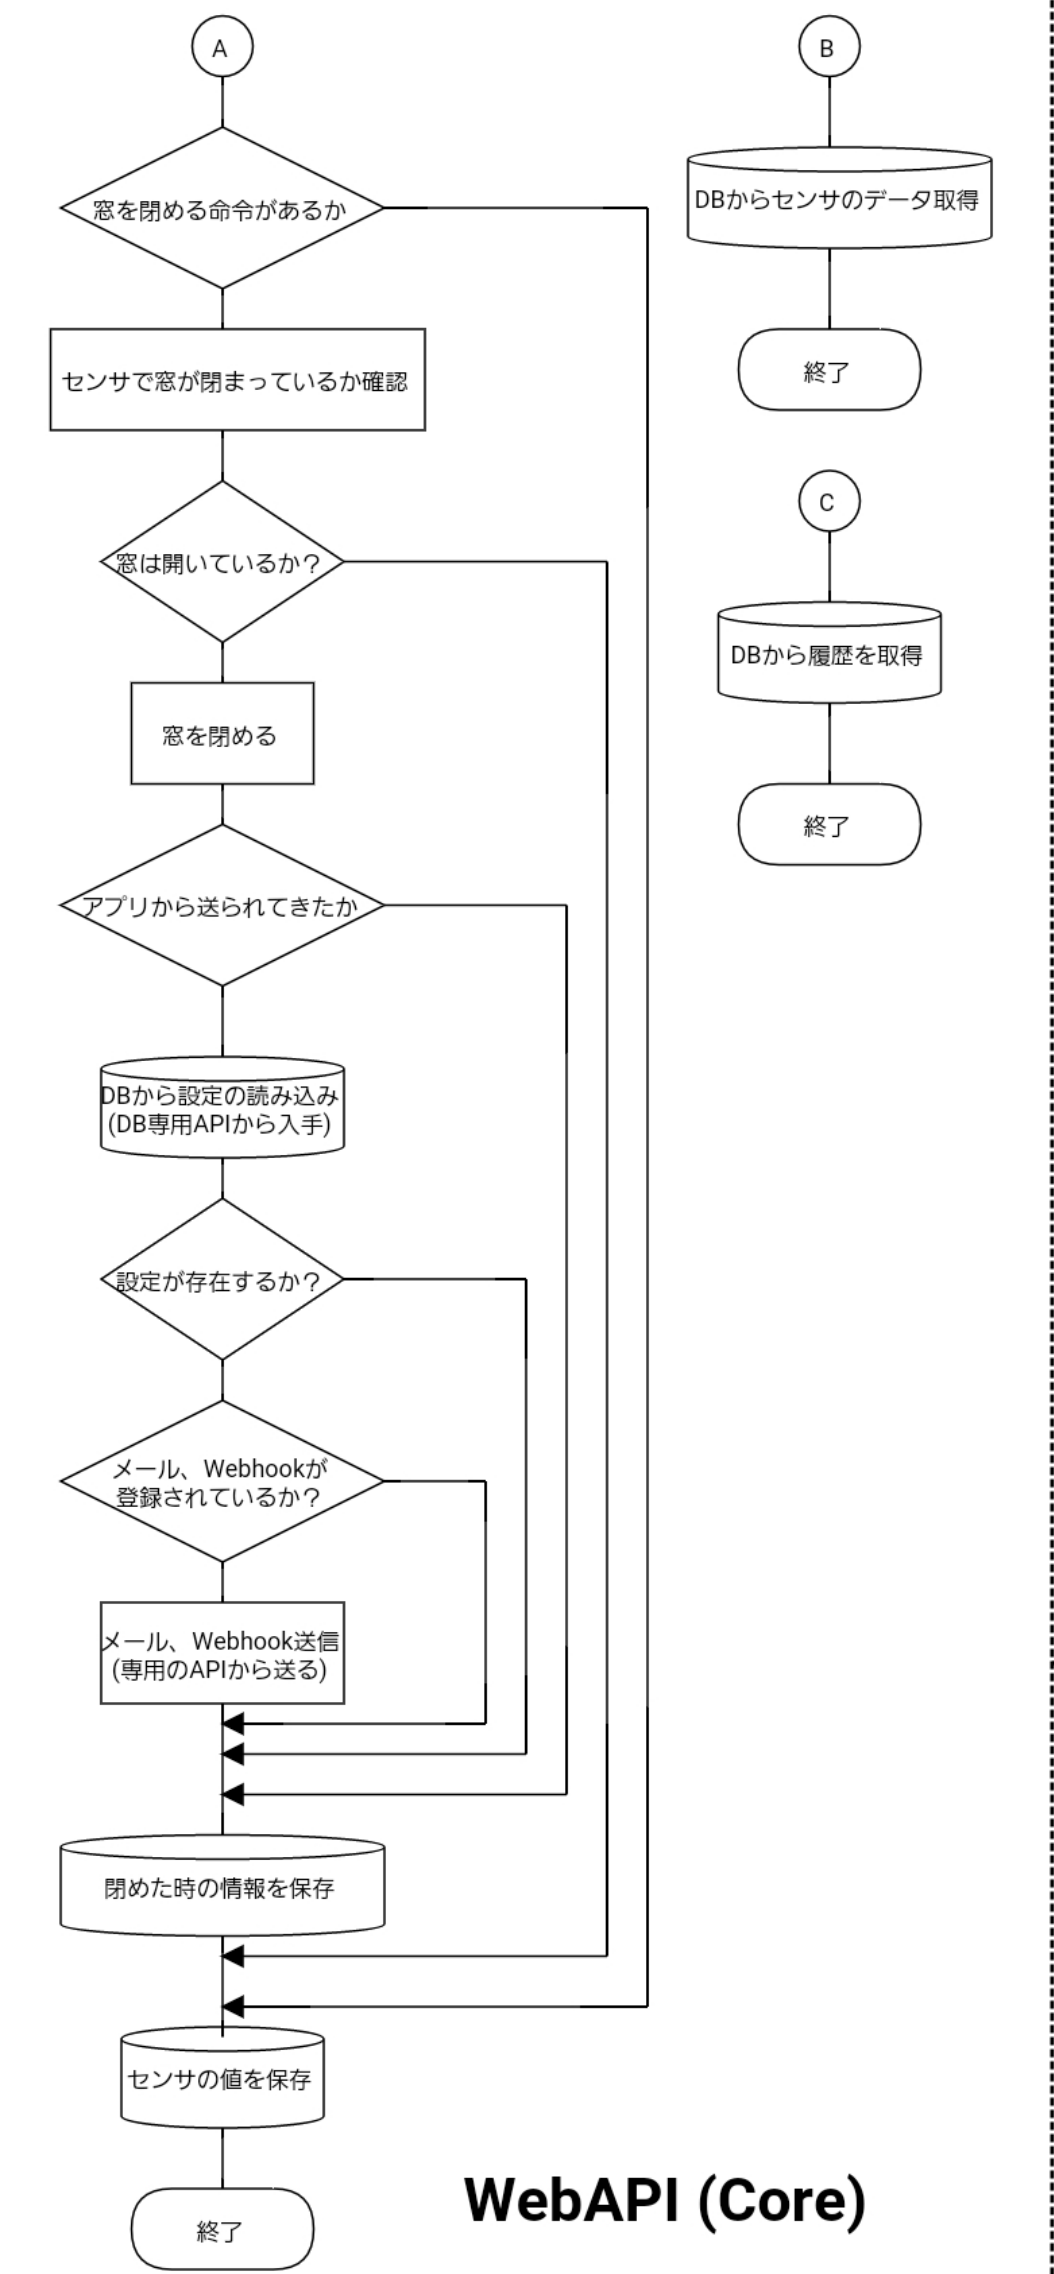 A
窓を閉める命令があるか
センサで窓が閉まっているか確認
窓は開いているか？
窓を閉める
アプリから送られてきたか
DBから設定の読み込み
(DB専用APIから入手)
設定が存在するか？
メール、Webhookが
登録されているか？
メール、Webhook送信
(専用のAPIから送る)
閉めた時の情報を保存
センサの値を保存
終了
B
DBからセンサのデータ取得
終了
C
DBから履歴を取得
終了
WebAPI (Core)